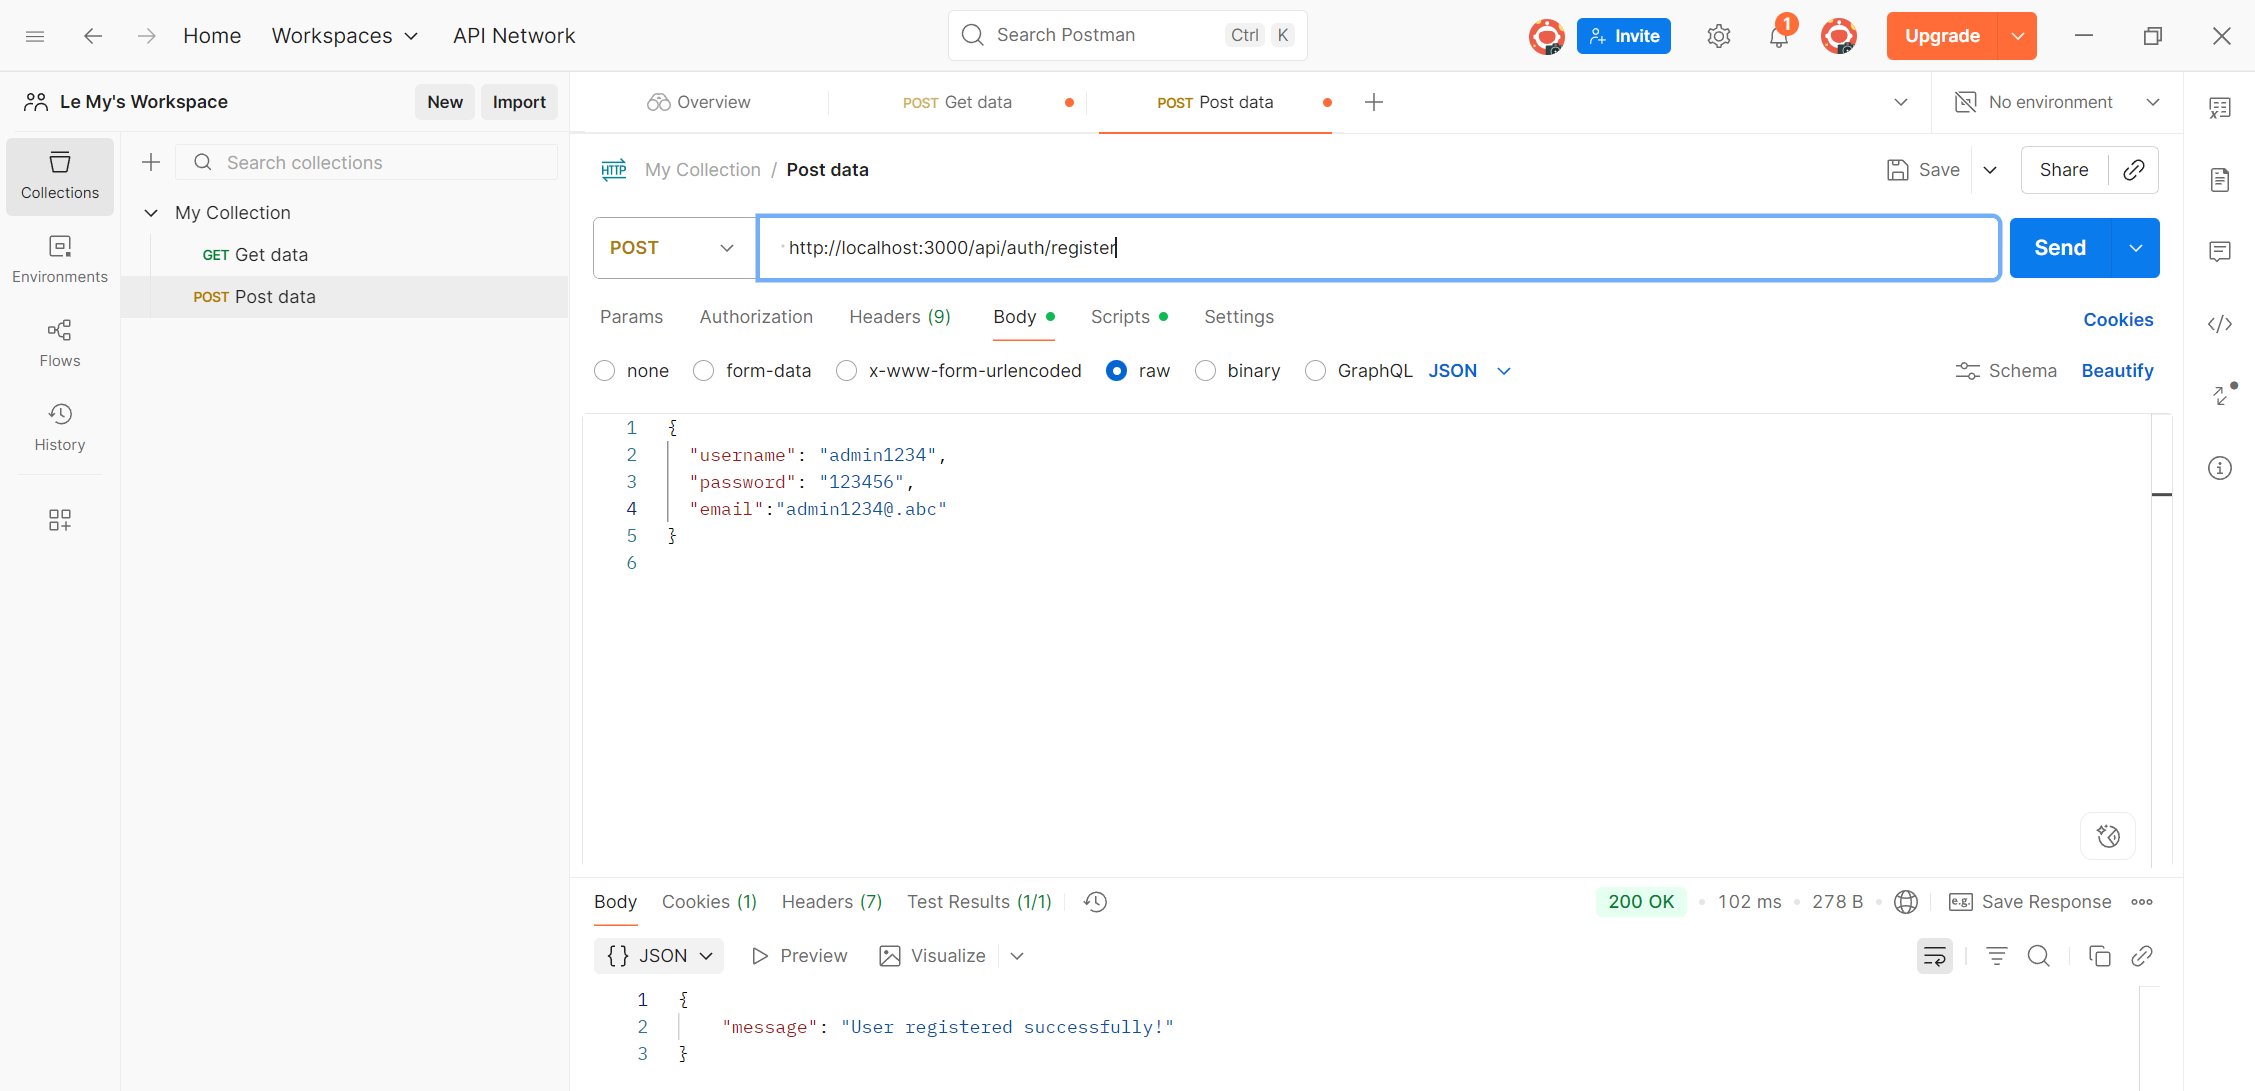 Home Workspaces API Network Search Postman Ctrl K Invite 1 Upgrade
Le My's Workspace New Import Overview POST Get data POST Post data No environment
Collections
Environments
Flows
History
Search collections
My Collection
GET Get data
POST Post data
HTTP My Collection / Post data Save Share
POST http://localhost:3000/api/auth/register Send
Params Authorization Headers (9) Body Scripts Settings Cookies
none form-data x-www-form-urlencoded raw binary GraphQL JSON Schema Beautify
1 {
2 "username": "admin1234",
3 "password": "123456",
4 "email":"admin1234@.abc"
5 }
6
Body Cookies (1) Headers (7) Test Results (1/1) 200 OK • 102 ms • 278 B • e.g. Save Response
{} JSON Preview Visualize
1 {
2 "message": "User registered successfully!"
3 }